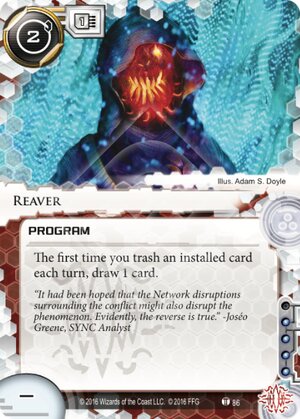 2
1
Illus. Adam S. Doyle
REAVER
PROGRAM
The first time you trash an installed card
each turn, draw 1 card.
“It had been hoped that the Network disruptions
surrounding the conflict might also disrupt the
phenomenon. Evidently, the reverse is true.” -Joséo
Greene, SYNC Analyst
–
© 2016 Wizards of the Coast LLC. © 2016 FFG
96